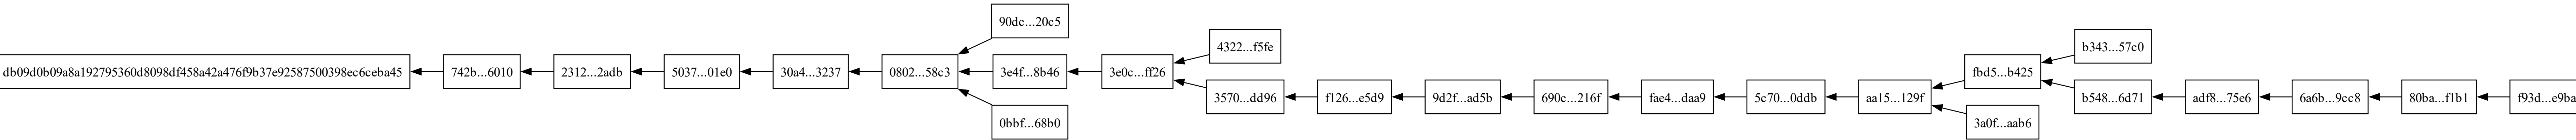 db09d0b09a8a192795360d8098df458a42a476f9b37e92587500398ec6ceba45
742b...6010
2312...2adb
5037...01e0
30a4...3237
0802...58c3
90dc...20c5
3e4f...8b46
0bbf...68b0
3e0c...ff26
4322...f5fe
3570...dd96
f126...e5d9
9d2f...ad5b
690c...216f
fae4...daa9
5c70...0ddb
aa15...129f
fbd5...b425
3a0f...aab6
b343...57c0
b548...6d71
adf8...75e6
6a6b...9cc8
80ba...f1b1
f93d...e9ba